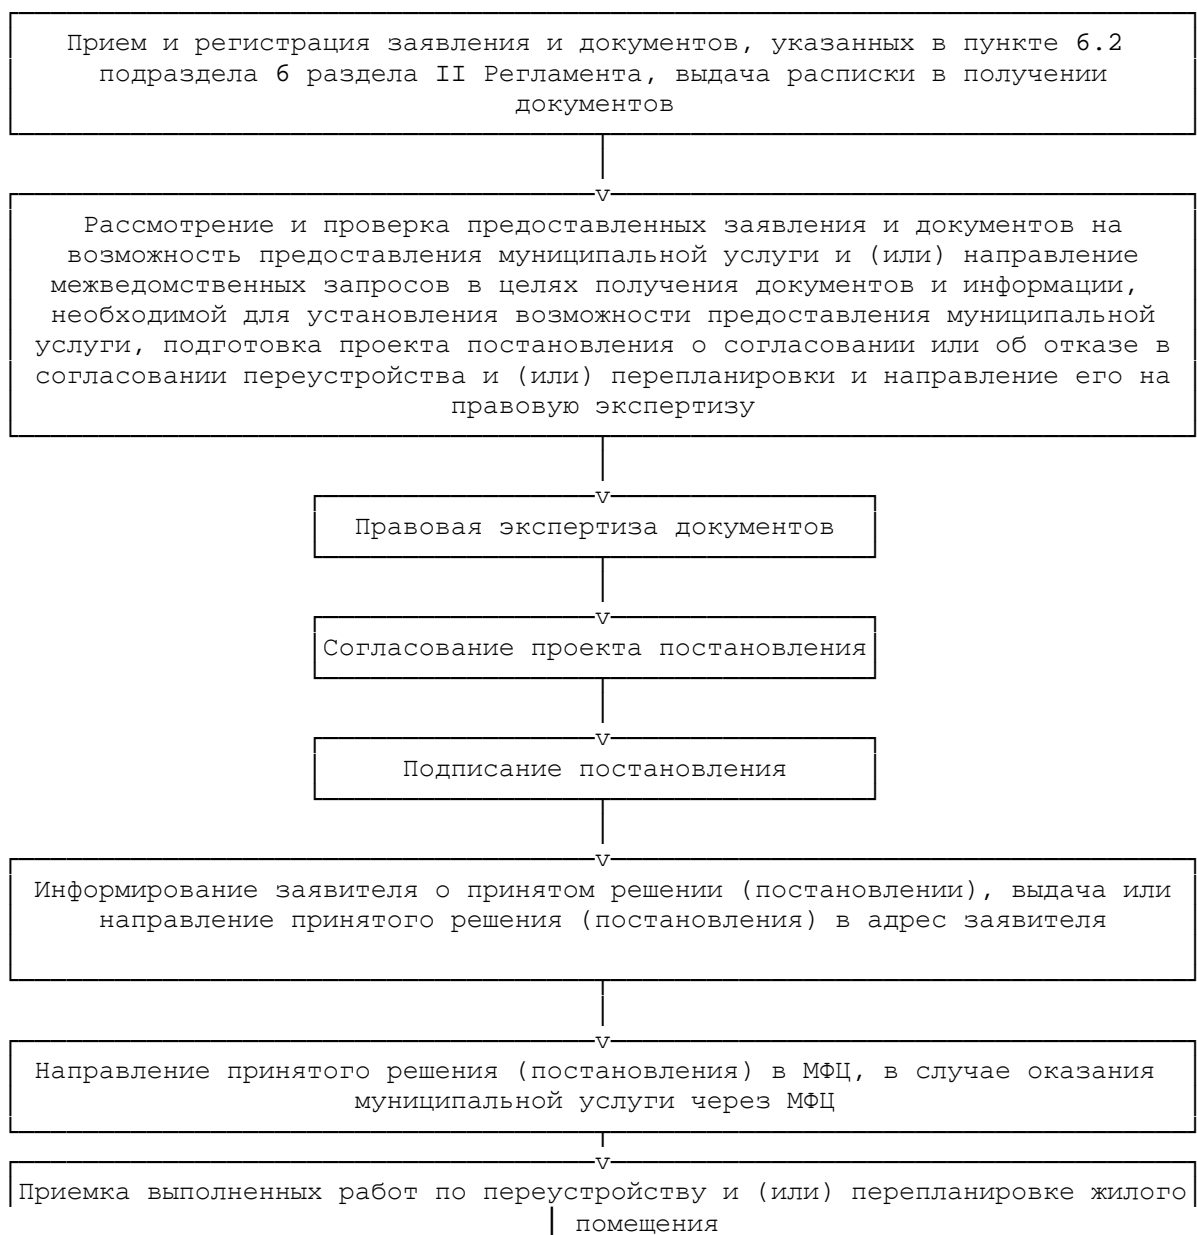 Прием и регистрация заявления и документов, указанных в пункте 6.2
подраздела 6 раздела II Регламента, выдача расписки в получении
документов
Рассмотрение и проверка предоставленных заявления и документов на
возможность предоставления муниципальной услуги и (или) направление
межведомственных запросов в целях получения документов и информации,
необходимой для установления возможности предоставления муниципальной
услуги, подготовка проекта постановления о согласовании или об отказе в
согласовании переустройства и (или) перепланировки и направление его на
правовую экспертизу
Правовая экспертиза документов
Согласование проекта постановления
Подписание постановления
Информирование заявителя о принятом решении (постановлении), выдача или
направление принятого решения (постановления) в адрес заявителя
Направление принятого решения (постановления) в МФЦ, в случае оказания
муниципальной услуги через МФЦ
Приемка выполненных работ по переустройству и (или) перепланировке жилого
помещения